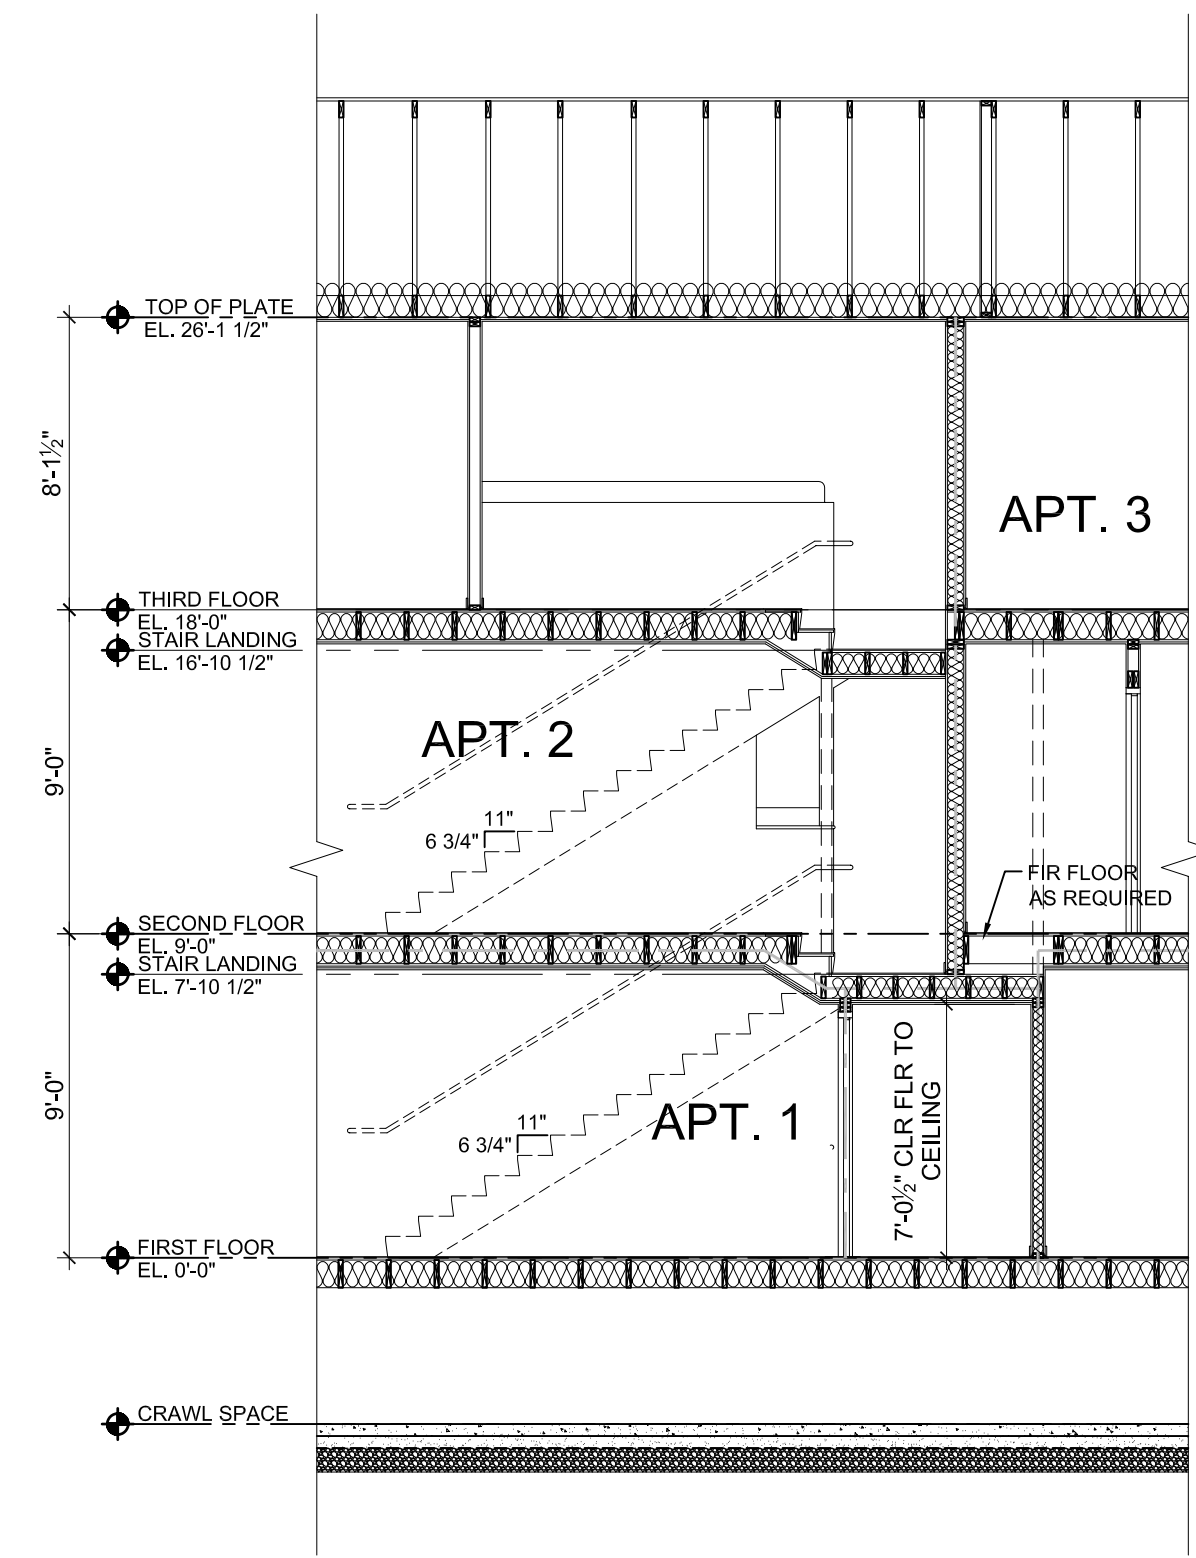 TOP OF PLATE
EL. 26'-1 1/2"
8'-1½"
APT. 3
THIRD FLOOR
EL. 18'-0"
STAIR LANDING
EL. 16'-10 1/2"
APT. 2
9'-0"
11"
6 3/4"
FIR FLOOR
AS REQUIRED
SECOND FLOOR
EL. 9'-0"
STAIR LANDING
EL. 7'-10 1/2"
9'-0"
11"
6 3/4"
APT. 1
7'-0½" CLR FLR TO
CEILING
FIRST FLOOR
EL. 0'-0"
CRAWL SPACE